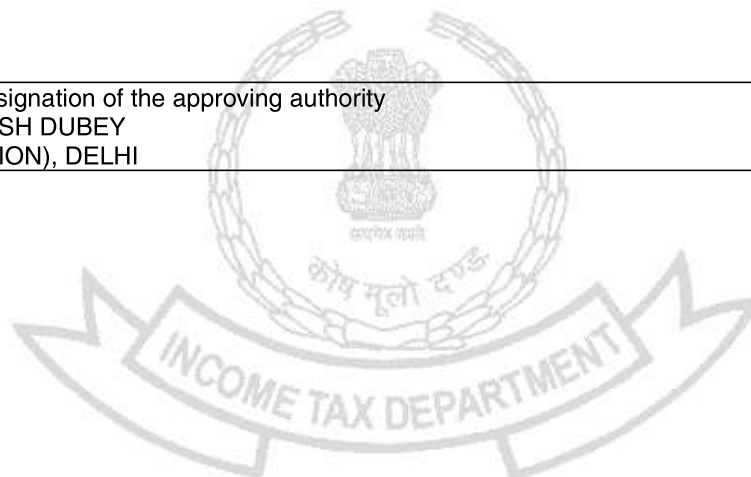 signation of the approving authority
SH DUBEY
ION), DELHI
सत्यमेव जयते
कोष मूलो दण्डः
INCOME TAX DEPARTMENT